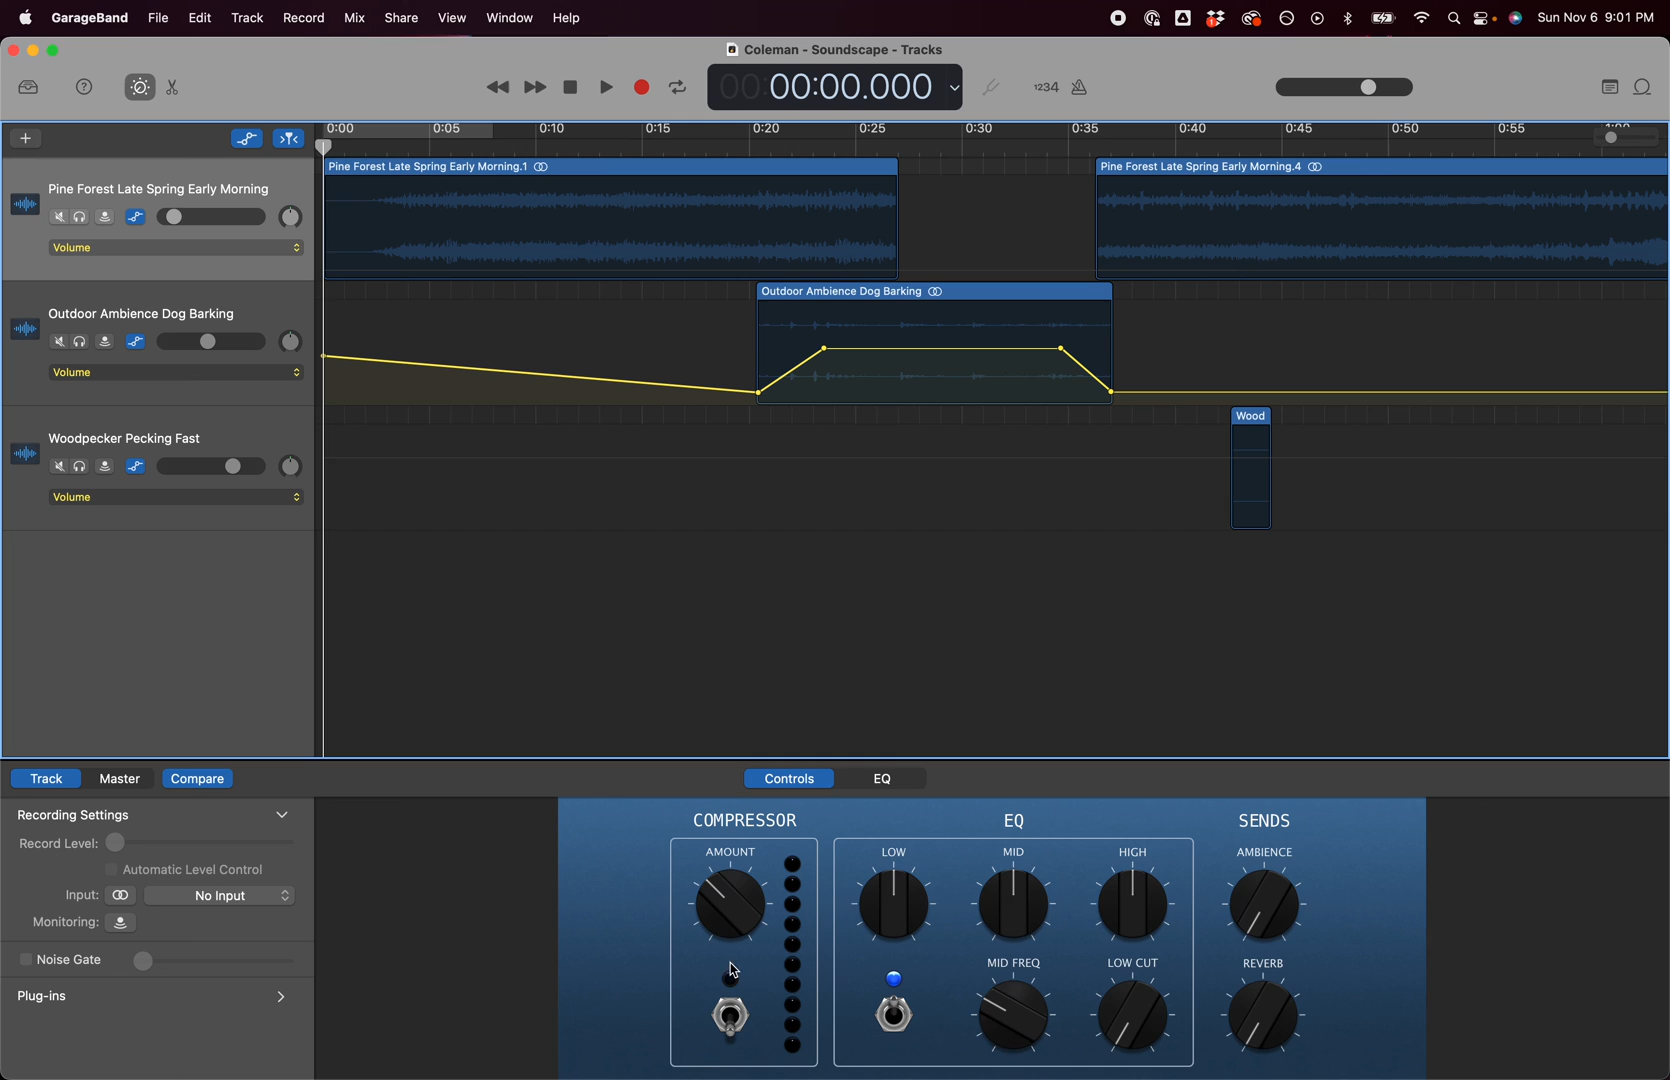 GarageBand File Edit Track Record Mix Share View Window Help Sun Nov 6 9:01 PM
Coleman - Soundscape - Tracks
00:00:00.000
1234
0:00 0:05 0:10 0:15 0:20 0:25 0:30 0:35 0:40 0:45 0:50 0:55 1:00
Pine Forest Late Spring Early Morning.1 Pine Forest Late Spring Early Morning.4
Pine Forest Late Spring Early Morning
Volume
Outdoor Ambience Dog Barking
Outdoor Ambience Dog Barking
Volume
Wood
Woodpecker Pecking Fast
Volume
Track Master Compare Controls EQ
Recording Settings
Record Level:
Automatic Level Control
Input: No Input
Monitoring:
Noise Gate
Plug-ins
COMPRESSOR EQ SENDS
AMOUNT LOW MID HIGH AMBIENCE
MID FREQ LOW CUT REVERB